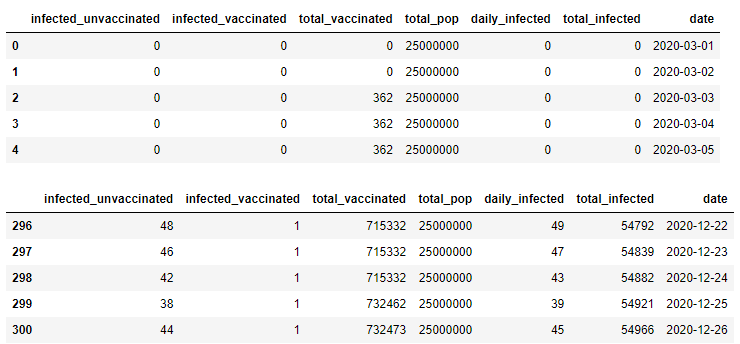 infected_unvaccinated infected_vaccinated total_vaccinated total_pop daily_infected total_infected date
0 0 0 0 25000000 0 0 2020-03-01
1 0 0 0 25000000 0 0 2020-03-02
2 0 0 362 25000000 0 0 2020-03-03
3 0 0 362 25000000 0 0 2020-03-04
4 0 0 362 25000000 0 0 2020-03-05
infected_unvaccinated infected_vaccinated total_vaccinated total_pop daily_infected total_infected date
296 48 1 715332 25000000 49 54792 2020-12-22
297 46 1 715332 25000000 47 54839 2020-12-23
298 42 1 715332 25000000 43 54882 2020-12-24
299 38 1 732462 25000000 39 54921 2020-12-25
300 44 1 732473 25000000 45 54966 2020-12-26